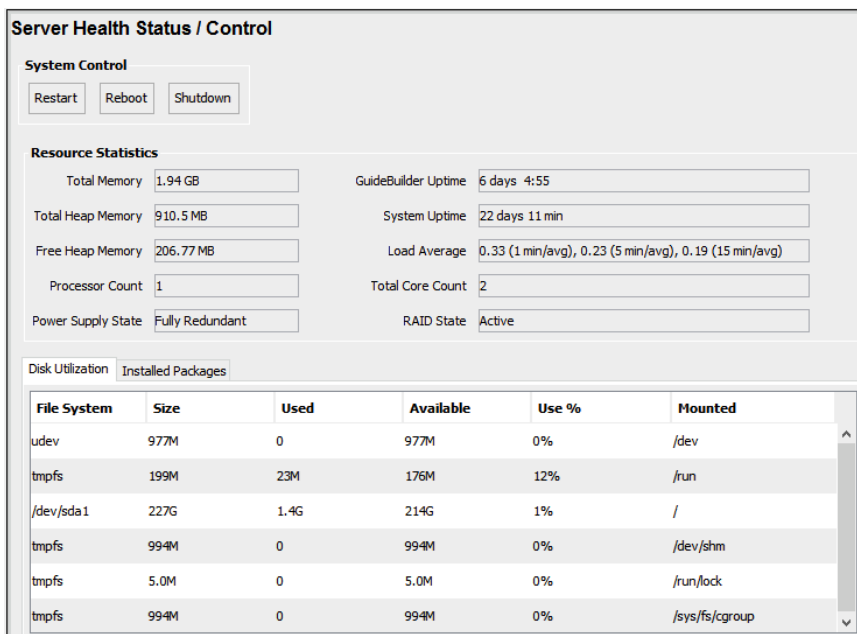 Server Health Status / Control
System Control
Restart Reboot Shutdown
Resource Statistics
Total Memory 1.94 GB GuideBuilder Uptime 6 days 4:55
Total Heap Memory 910.5 MB System Uptime 22 days 11 min
Free Heap Memory 206.77 MB Load Average 0.33 (1 min/avg), 0.23 (5 min/avg), 0.19 (15 min/avg)
Processor Count 1 Total Core Count 2
Power Supply State Fully Redundant RAID State Active
Disk Utilization Installed Packages
File System Size Used Available Use % Mounted
udev 977M 0 977M 0% /dev
tmpfs 199M 23M 176M 12% /run
/dev/sda1 227G 1.4G 214G 1% /
tmpfs 994M 0 994M 0% /dev/shm
tmpfs 5.0M 0 5.0M 0% /run/lock
tmpfs 994M 0 994M 0% /sys/fs/cgroup